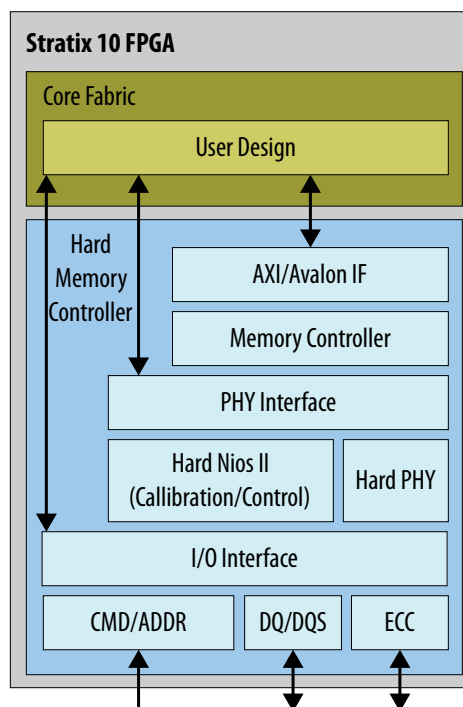 Stratix 10 FPGA
Core Fabric
User Design
Hard
Memory
Controller
AXI/Avalon IF
Memory Controller
PHY Interface
Hard Nios II
(Callibration/Control)
Hard PHY
I/O Interface
CMD/ADDR
DQ/DQS
ECC